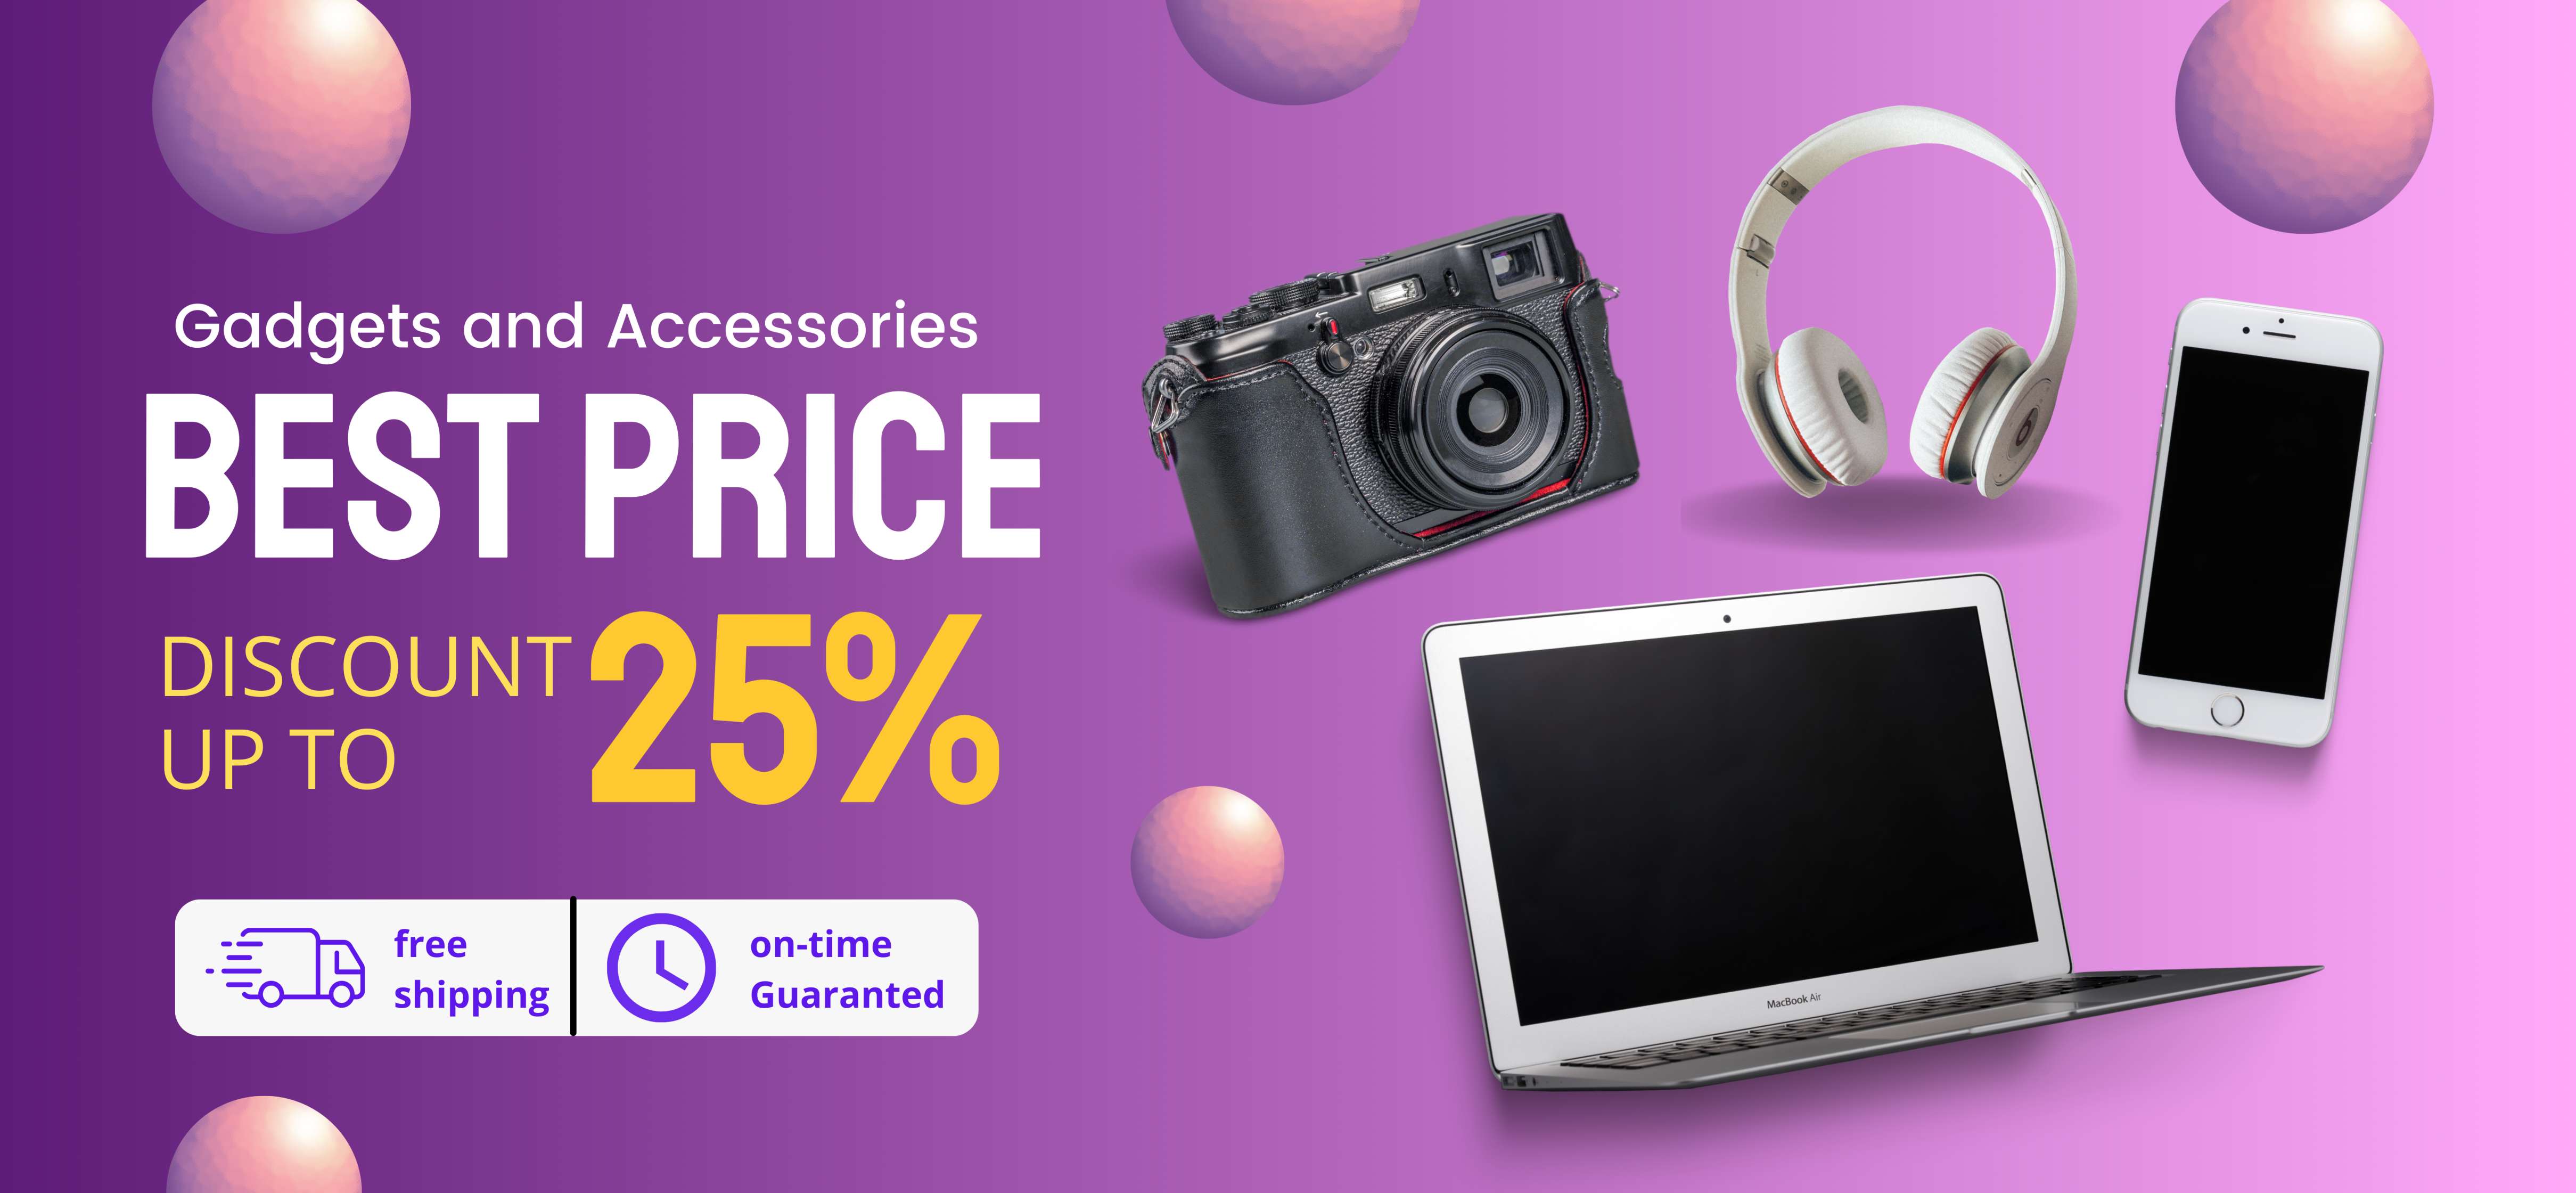 Gadgets and Accessories
BEST PRICE
DISCOUNT
UP TO
25%
free
shipping
on-time
Guaranted
MacBook Air